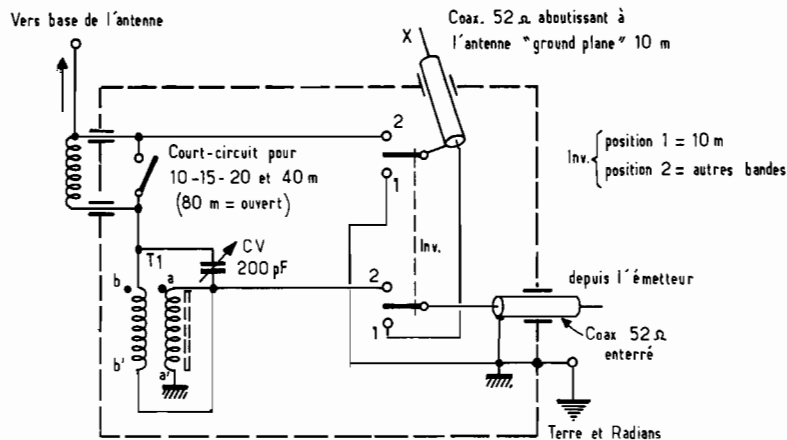 Vers base de l'antenne
X
Coax. 52 Ω aboutissant à
l'antenne "ground plane" 10 m
2
Court-circuit pour
10-15-20 et 40 m
(80 m = ouvert)
1
Inv.
position 1 = 10 m
position 2 = autres bandes
Inv.
T1
CV
200 pF
b
a
2
depuis l'émetteur
1
Coax 52 Ω
enterré
b'
a'
Terre et Radians